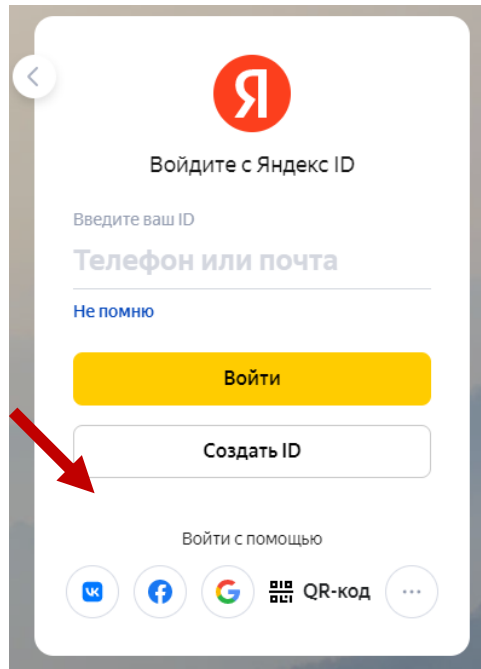 Я
Войдите с Яндекс ID
Введите ваш ID
Телефон или почта
Не помню
Войти
Создать ID
Войти с помощью
QR-код